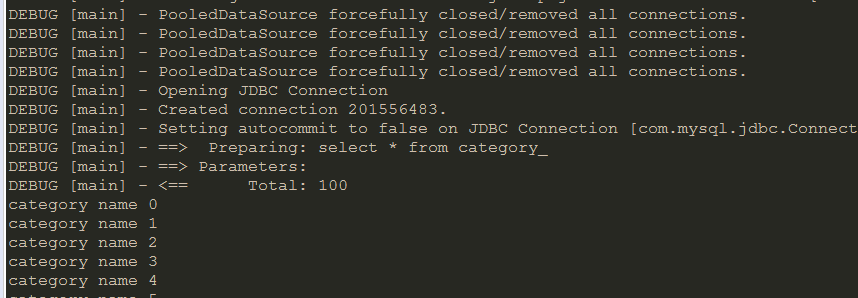 DEBUG [main] - PooledDataSource forcefully closed/removed all connections.
DEBUG [main] - PooledDataSource forcefully closed/removed all connections.
DEBUG [main] - PooledDataSource forcefully closed/removed all connections.
DEBUG [main] - PooledDataSource forcefully closed/removed all connections.
DEBUG [main] - Opening JDBC Connection
DEBUG [main] - Created connection 201556483.
DEBUG [main] - Setting autocommit to false on JDBC Connection [com.mysql.jdbc.Connect
DEBUG [main] - ==>  Preparing: select * from category_
DEBUG [main] - ==> Parameters:
DEBUG [main] - <==      Total: 100
category name 0
category name 1
category name 2
category name 3
category name 4